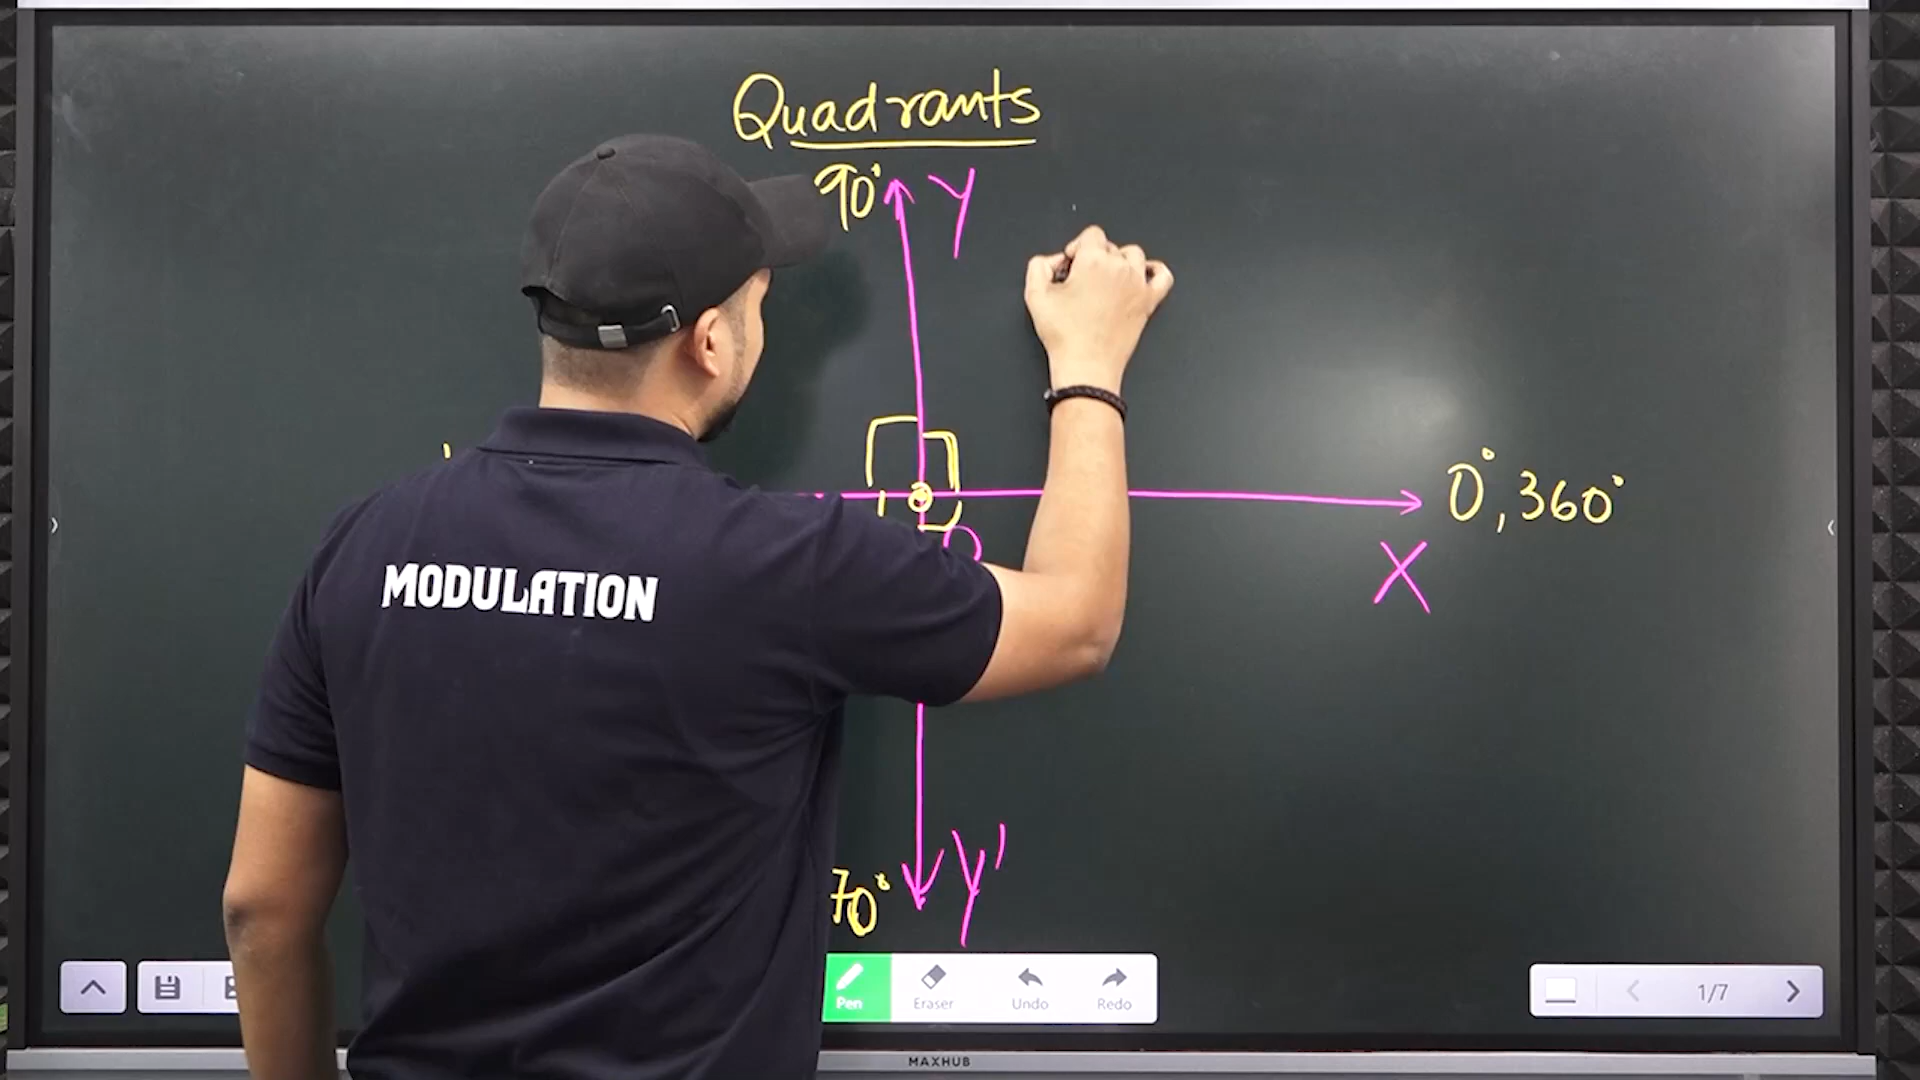 Quadrants
90°
Y
0°, 360°
O
X
MODULATION
70°
Y'
Pen
Eraser
Undo
Redo
1/7
MAXHUB